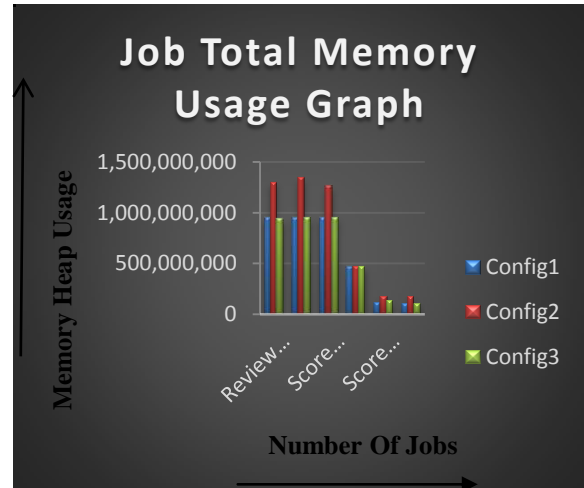 Job Total Memory
Usage Graph
Memory Heap Usage
1,500,000,000
1,000,000,000
500,000,000
0
Review...
Score...
Score...
Config1
Config2
Config3
Number Of Jobs